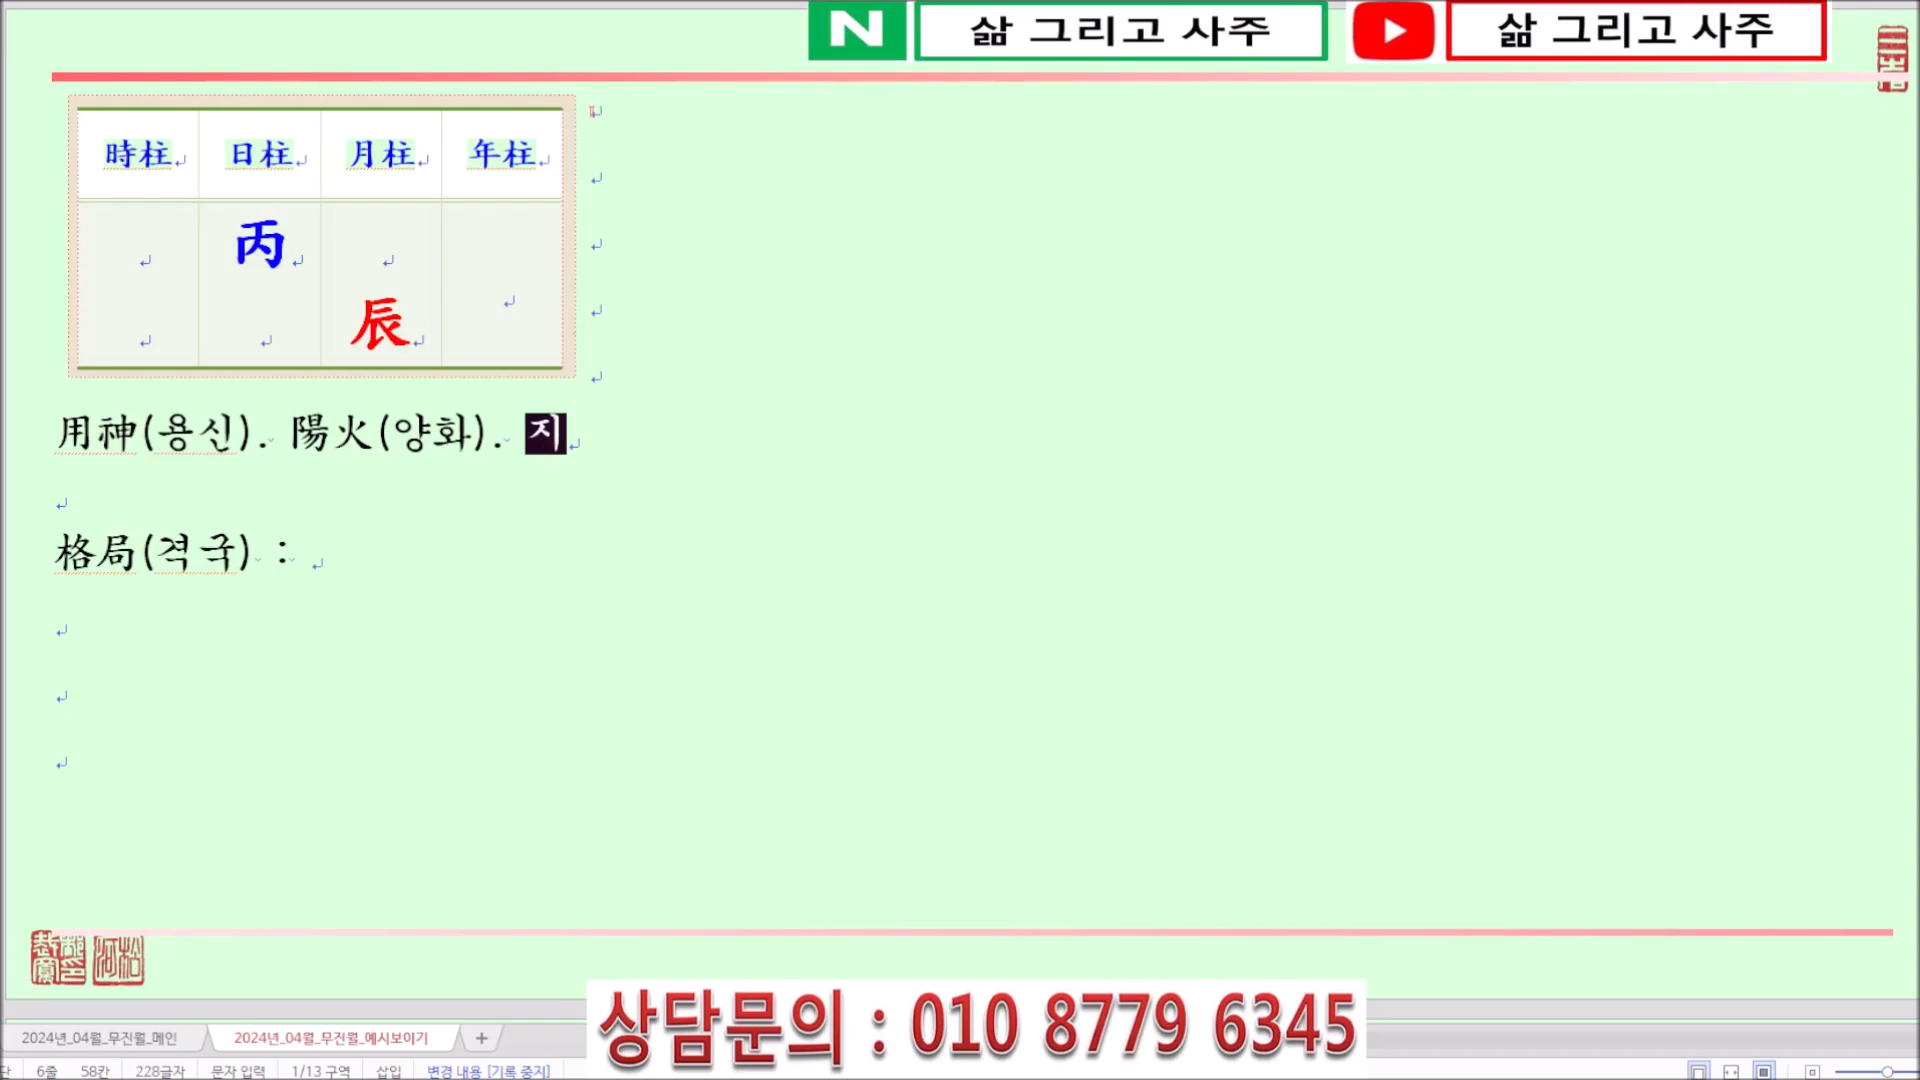 N 삶 그리고 사주 삶 그리고 사주
時柱 日柱 月柱 年柱
丙
辰
用神(용신). 陽火(양화). 지
格局(격국) :
상담문의 : 010 8779 6345
2024년_04월_무진월_메인 2024년_04월_무진월_예시보이기 +
6줄 58칸 228글자 문자 입력 1/13 구역 삽입 변경 내용 [기록 중지]